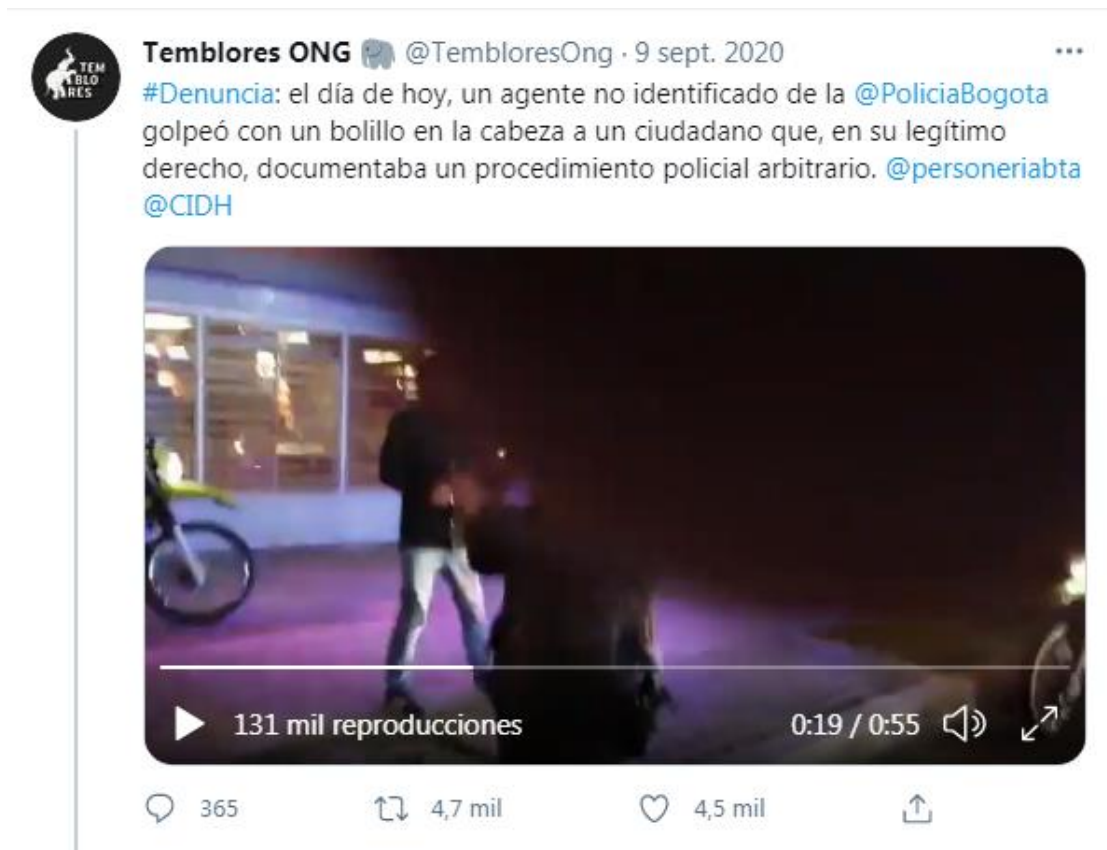 TEM
BLO
RES
Temblores ONG @TembloresOng · 9 sept. 2020
#Denuncia: el día de hoy, un agente no identificado de la @PoliciaBogota
golpeó con un bolillo en la cabeza a un ciudadano que, en su legítimo
derecho, documentaba un procedimiento policial arbitrario. @personeriabta
@CIDH
131 mil reproducciones 0:19 / 0:55
365 4,7 mil 4,5 mil